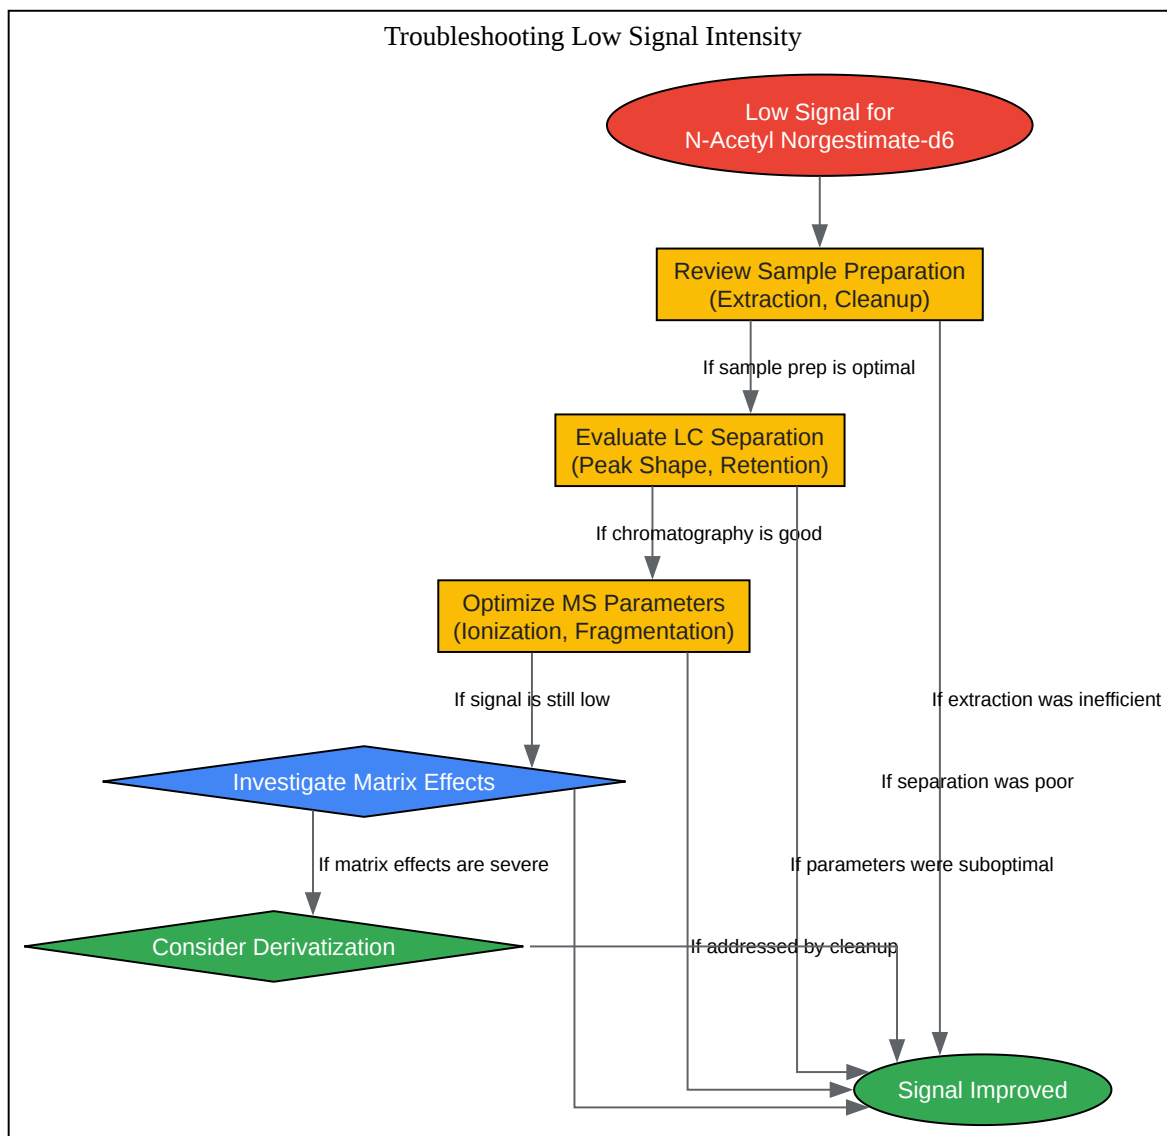 Troubleshooting Low Signal Intensity
Low Signal for
N-Acetyl Norgestimate-d6
Review Sample Preparation
(Extraction, Cleanup)
If sample prep is optimal
Evaluate LC Separation
(Peak Shape, Retention)
If chromatography is good
Optimize MS Parameters
(Ionization, Fragmentation)
If signal is still low
If extraction was inefficient
Investigate Matrix Effects
If separation was poor
If matrix effects are severe
If parameters were suboptimal
Consider Derivatization
If addressed by cleanup
Signal Improved